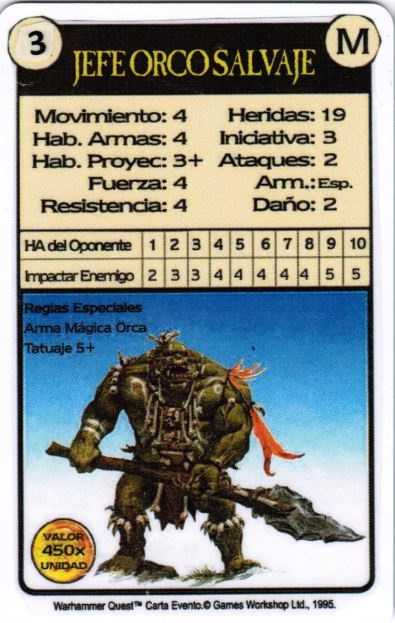 3
M
JEFE ORCO SALVAJE
Movimiento: 4 Heridas: 19
Hab. Armas: 4 Iniciativa: 3
Hab. Proyec: 3+ Ataques: 2
Fuerza: 4 Arm.: Esp.
Resistencia: 4 Daño: 2
HA del Oponente 1 2 3 4 5 6 7 8 9 10
Impactar Enemigo 2 3 3 4 4 4 4 4 5 5
Reglas Especiales
Arma Mágica Orca
Tatuaje 5+
VALOR
450x
UNIDAD
Warhammer Quest™ Carta Evento.© Games Workshop Ltd., 1995.